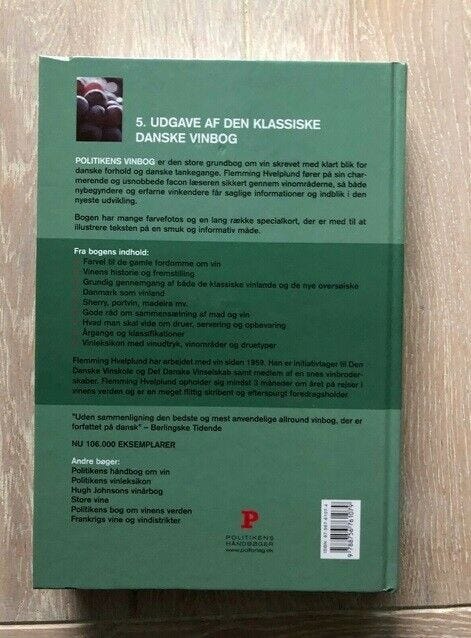 5. UDGAVE AF DEN KLASSISKE
DANSKE VINBOG
POLITIKENS VINBOG er den store grundbog om vin skrevet med klart blik for
danske forhold og danske tankegange. Flemming Hvelplund fører på sin char-
merende og usnobbede facon læseren sikkert gennem vinområderne, så både
nybegyndere og erfarne vinkendere får saglige informationer og indblik i den
nyeste udvikling.
Bogen har mange farvefotos og en lang række specialkort, der er med til at
illustrere teksten på en smuk og informativ måde.
Fra bogens indhold:
Farvel til de gamle fordomme om vin
Vinens historie og fremstilling
Grundig gennemgang af både de klassiske vinlande og de nye oversøiske
Danmark som vinland
Sherry, portvin, madeira mv.
Gode råd om sammensætning af mad og vin
Hvad man skal vide om druer, servering og opbevaring
Årgange og klassifikationer
Vinleksikon med vinudtryk, vinområder og druetyper
Flemming Hvelplund har arbejdet med vin siden 1959. Han er initiativtager til Den
Danske Vinskole og Det Danske Vinselskab samt medlem af en snes vinbroder-
skaber. Flemming Hvelplund opholder sig mindst 3 måneder om året på rejser i
vinens verden og er en meget flittig skribent og efterspurgt foredragsholder
"Uden sammenligning den bedste og mest anvendelige allround vinbog, der er
forfattet på dansk" – Berlingske Tidende
NU 106.000 EKSEMPLARER
Andre bøger:
Politikens håndbog om vin
Politikens vinleksikon
Hugh Johnsons vinårbog
Store vine
Politikens bog om vinens verden
Frankrigs vine og vindistrikter
P
POLITIKENS
HÅNDBØGER
www.polforlag.dk
ISBN 87-567-6107-4
9 788756 761079